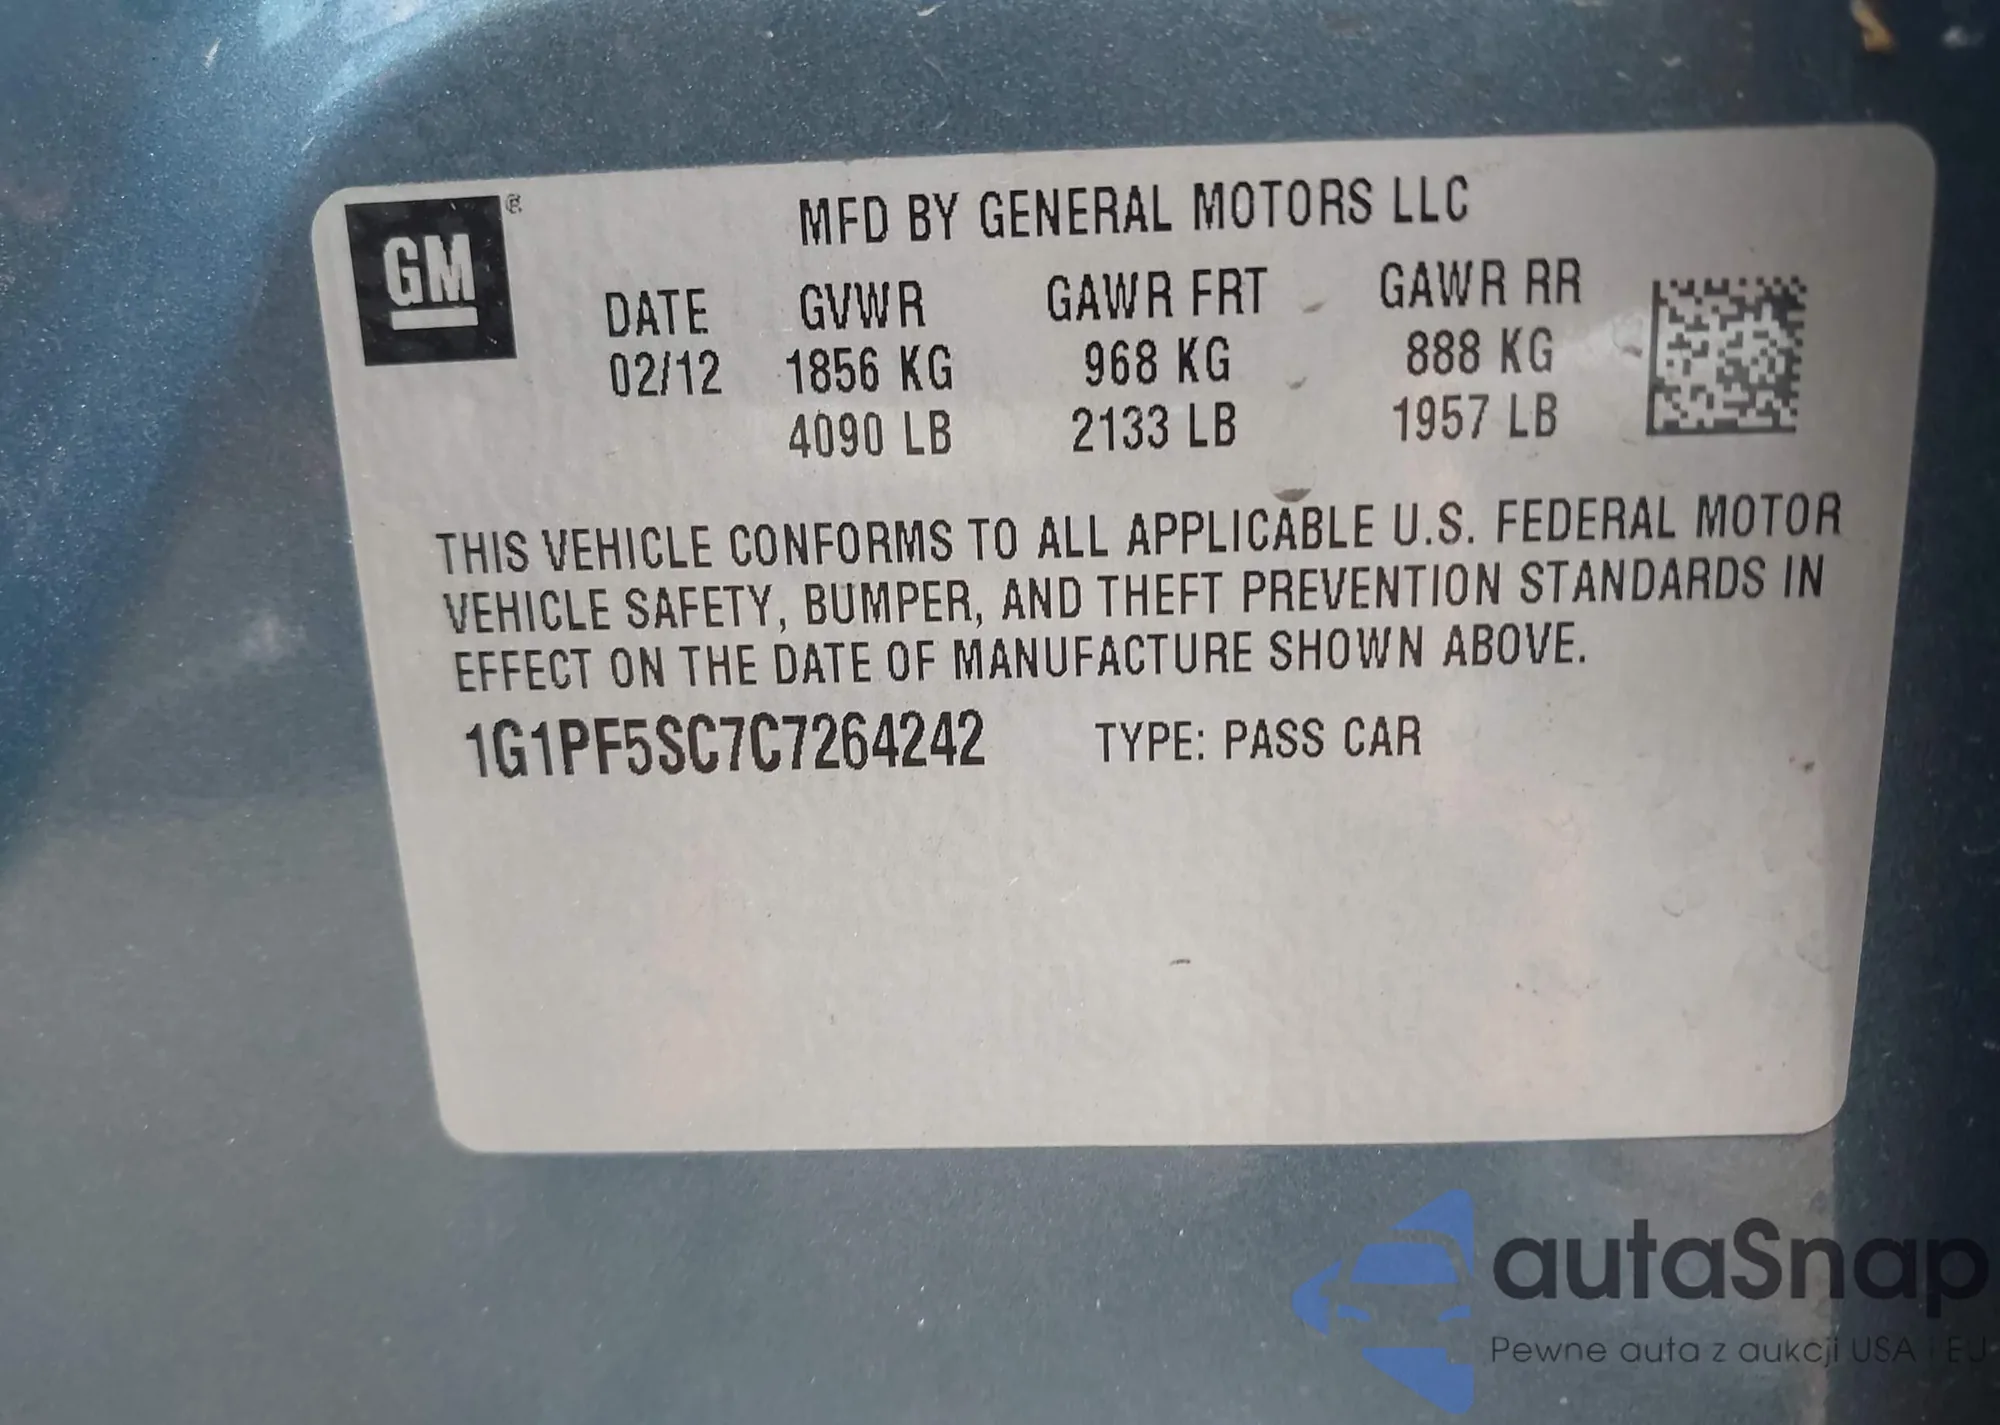 GM ®
MFD BY GENERAL MOTORS LLC
DATE GVWR GAWR FRT GAWR RR
02/12 1856 KG 968 KG 888 KG
4090 LB 2133 LB 1957 LB
THIS VEHICLE CONFORMS TO ALL APPLICABLE U.S. FEDERAL MOTOR
VEHICLE SAFETY, BUMPER, AND THEFT PREVENTION STANDARDS IN
EFFECT ON THE DATE OF MANUFACTURE SHOWN ABOVE.
1G1PF5SC7C7264242 TYPE: PASS CAR
autaSnap
Pewne auta z aukcji USA i EU